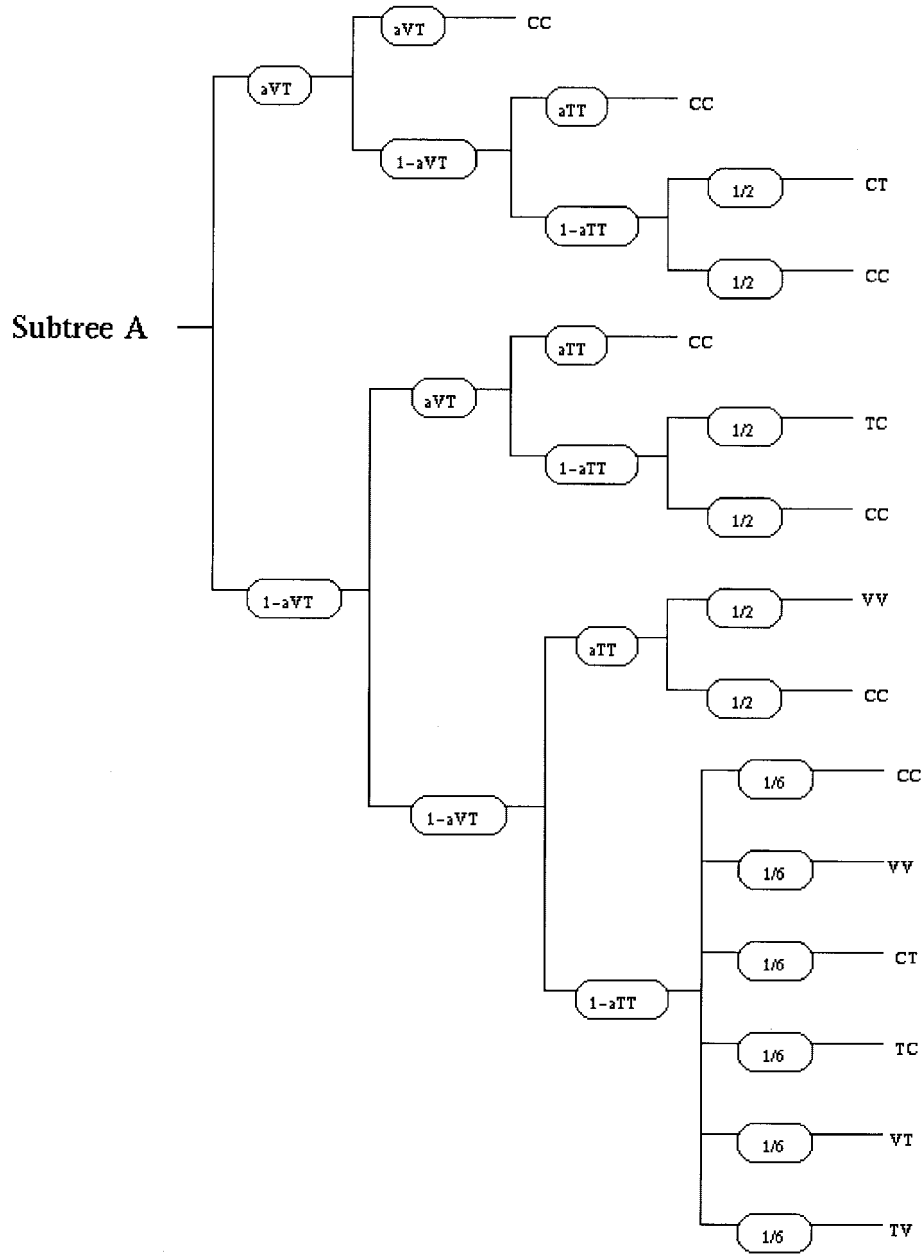 aVT CC
aVT
aTT CC
1-aVT
1/2 CT
1-aTT
1/2 CC
Subtree A
aTT CC
aVT
1/2 TC
1-aTT
1/2 CC
1-aVT
1/2 VV
aTT
1/2 CC
1/6 CC
1-aVT
1/6 VV
1/6 CT
1-aTT
1/6 TC
1/6 VT
1/6 TV